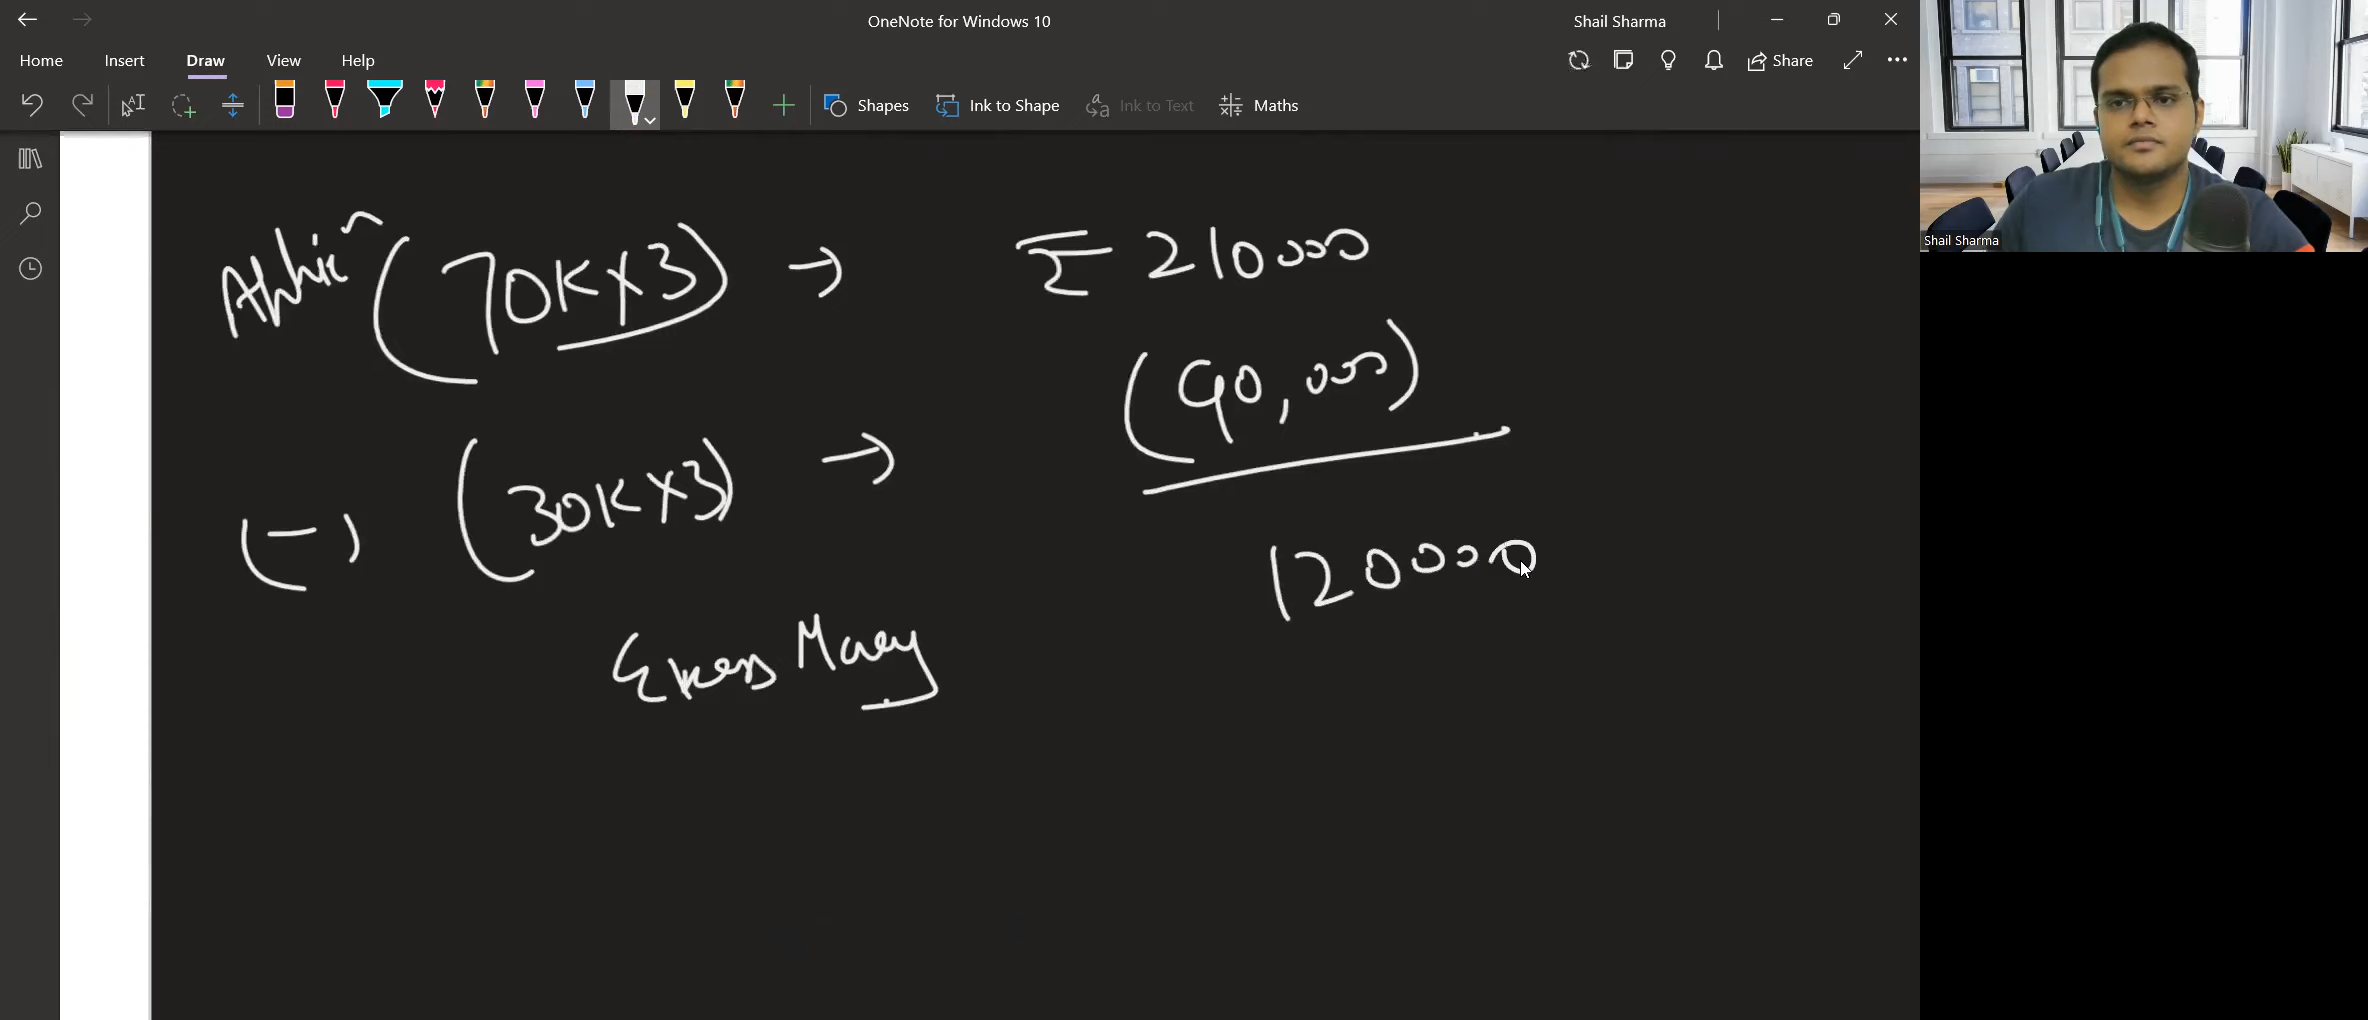 OneNote for Windows 10
Shail Sharma
Home Insert Draw View Help
Share
Shapes Ink to Shape Ink to Text Maths
Shail Sharma
(70K×3) → ₹ 210000
(90,000)
(-) (30K×3) →
120000
Excess Money